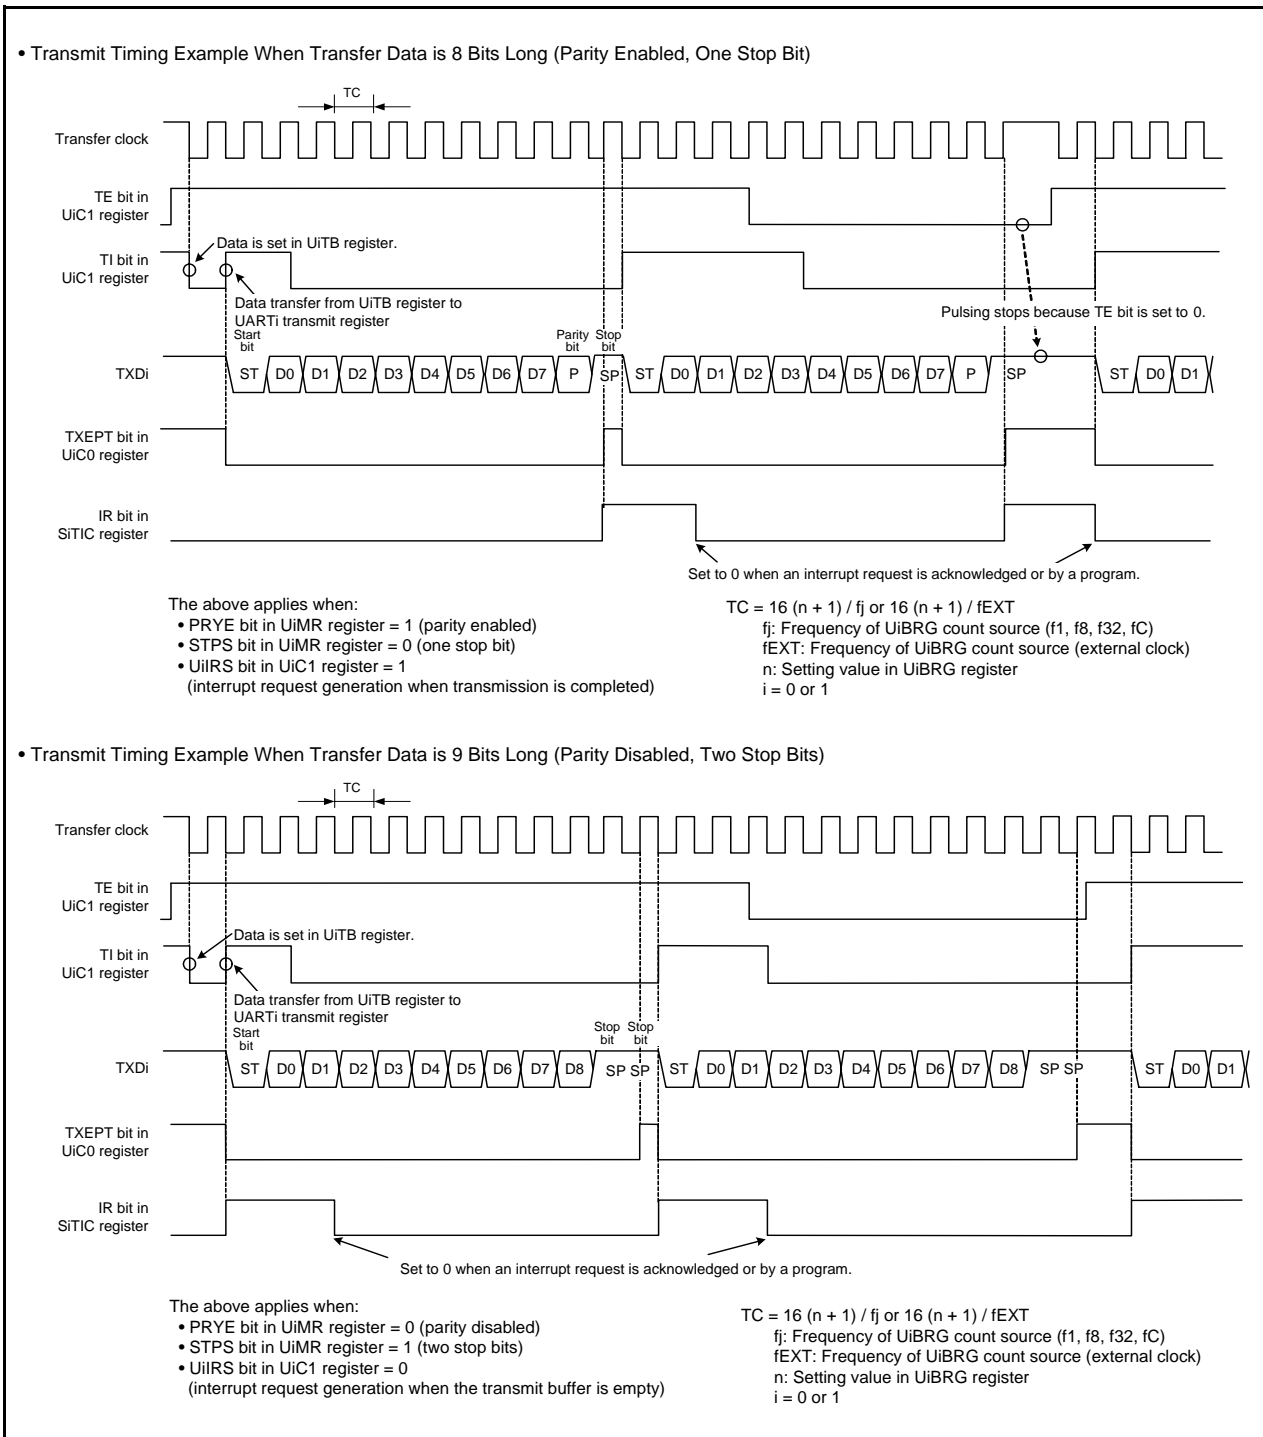 • Transmit Timing Example When Transfer Data is 8 Bits Long (Parity Enabled, One Stop Bit)
TC
Transfer clock
TE bit in
UiC1 register
Data is set in UiTB register.
TI bit in
UiC1 register
Data transfer from UiTB register to
UARTi transmit register
Pulsing stops because TE bit is set to 0.
Start
bit
Parity
bit
Stop
bit
TXDi
ST D0 D1 D2 D3 D4 D5 D6 D7 P SP ST D0 D1 D2 D3 D4 D5 D6 D7 P SP ST D0 D1
TXEPT bit in
UiC0 register
IR bit in
SiTIC register
Set to 0 when an interrupt request is acknowledged or by a program.
The above applies when:
• PRYE bit in UiMR register = 1 (parity enabled)
• STPS bit in UiMR register = 0 (one stop bit)
• UiIRS bit in UiC1 register = 1
(interrupt request generation when transmission is completed)
TC = 16 (n + 1) / fj or 16 (n + 1) / fEXT
fj: Frequency of UiBRG count source (f1, f8, f32, fC)
fEXT: Frequency of UiBRG count source (external clock)
n: Setting value in UiBRG register
i = 0 or 1
• Transmit Timing Example When Transfer Data is 9 Bits Long (Parity Disabled, Two Stop Bits)
TC
Transfer clock
TE bit in
UiC1 register
Data is set in UiTB register.
TI bit in
UiC1 register
Data transfer from UiTB register to
UARTi transmit register
Start
bit
Stop
bit
Stop
bit
TXDi
ST D0 D1 D2 D3 D4 D5 D6 D7 D8 SP SP ST D0 D1 D2 D3 D4 D5 D6 D7 D8 SP SP ST D0 D1
TXEPT bit in
UiC0 register
IR bit in
SiTIC register
Set to 0 when an interrupt request is acknowledged or by a program.
The above applies when:
• PRYE bit in UiMR register = 0 (parity disabled)
• STPS bit in UiMR register = 1 (two stop bits)
• UiIRS bit in UiC1 register = 0
(interrupt request generation when the transmit buffer is empty)
TC = 16 (n + 1) / fj or 16 (n + 1) / fEXT
fj: Frequency of UiBRG count source (f1, f8, f32, fC)
fEXT: Frequency of UiBRG count source (external clock)
n: Setting value in UiBRG register
i = 0 or 1